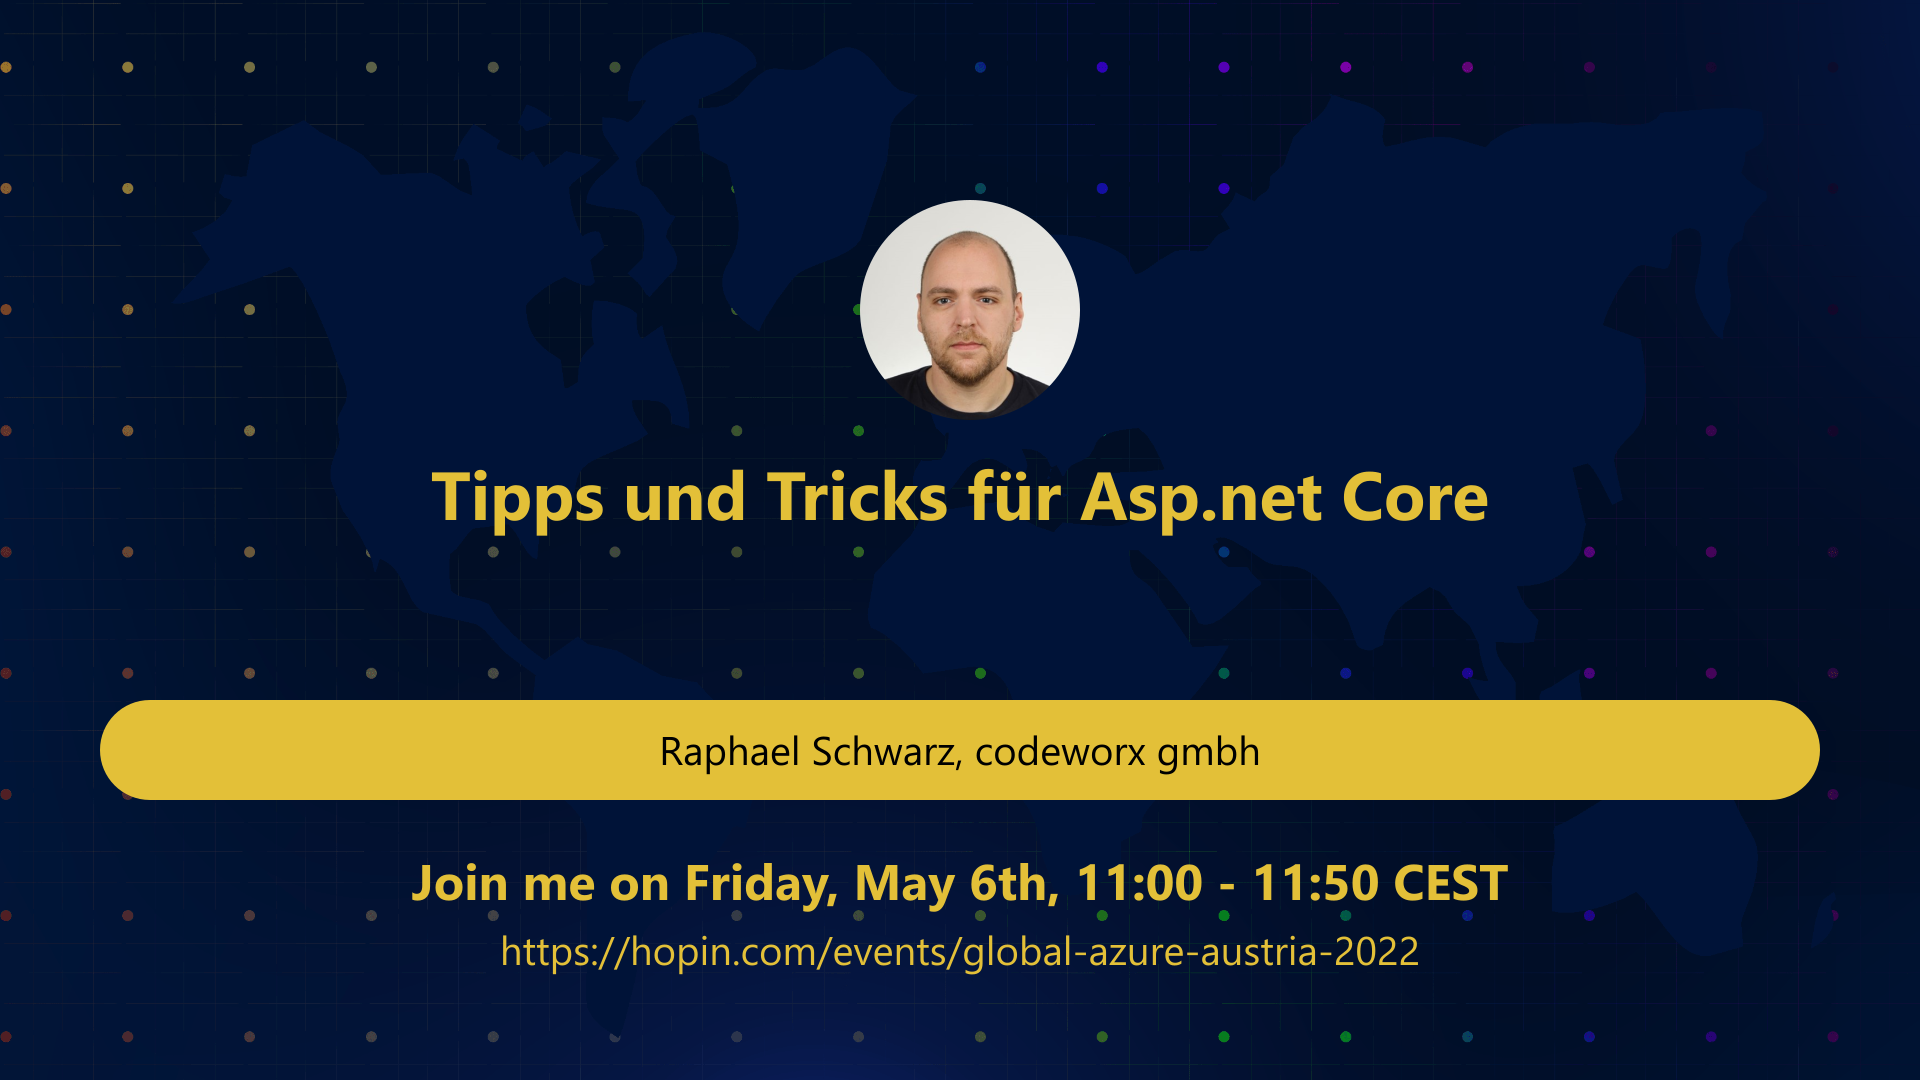 Tipps und Tricks für Asp.net Core
Raphael Schwarz, codeworx gmbh
Join me on Friday, May 6th, 11:00 - 11:50 CEST
https://hopin.com/events/global-azure-austria-2022